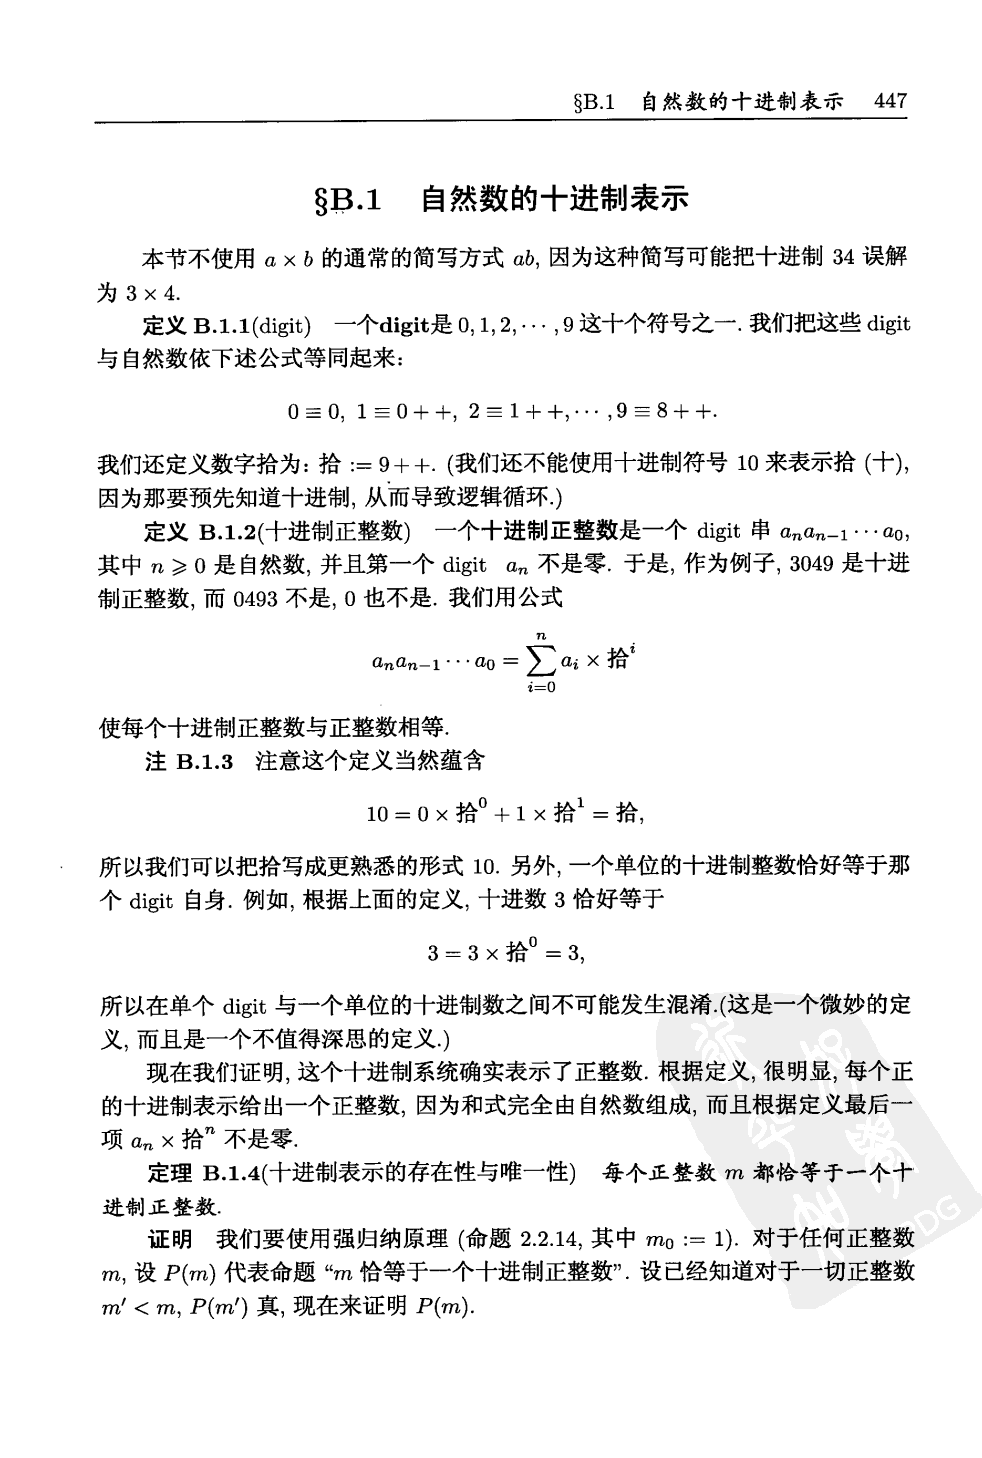 §B.1 自然数的十进制表示 447
§B.1 自然数的十进制表示
本节不使用 a × b 的通常的简写方式 ab, 因为这种简写可能把十进制 34 误解
为 3 × 4.
定义 B.1.1(digit) 一个digit是 0, 1, 2, ⋯ , 9 这十个符号之一. 我们把这些 digit
与自然数依下述公式等同起来:
0 ≡ 0, 1 ≡ 0 + +, 2 ≡ 1 + +, ⋯ , 9 ≡ 8 + +.
我们还定义数字拾为: 拾 := 9 + +. (我们还不能使用十进制符号 10 来表示拾 (十),
因为那要预先知道十进制, 从而导致逻辑循环.)
定义 B.1.2(十进制正整数) 一个十进制正整数是一个 digit 串 aₙaₙ₋₁ ⋯ a₀,
其中 n ⩾ 0 是自然数, 并且第一个 digit aₙ 不是零. 于是, 作为例子, 3049 是十进
制正整数, 而 0493 不是, 0 也不是. 我们用公式
aₙaₙ₋₁ ⋯ a₀ = ∑ⁿᵢ₌₀ aᵢ × 拾ⁱ
使每个十进制正整数与正整数相等.
注 B.1.3 注意这个定义当然蕴含
10 = 0 × 拾⁰ + 1 × 拾¹ = 拾,
所以我们可以把拾写成更熟悉的形式 10. 另外, 一个单位的十进制整数恰好等于那
个 digit 自身. 例如, 根据上面的定义, 十进数 3 恰好等于
3 = 3 × 拾⁰ = 3,
所以在单个 digit 与一个单位的十进制数之间不可能发生混淆.(这是一个微妙的定
义, 而且是一个不值得深思的定义.)
现在我们证明, 这个十进制系统确实表示了正整数. 根据定义, 很明显, 每个正
的十进制表示给出一个正整数, 因为和式完全由自然数组成, 而且根据定义最后一
项 aₙ × 拾ⁿ 不是零.
定理 B.1.4(十进制表示的存在性与唯一性) 每个正整数 m 都恰等于一个十
进制正整数.
证明 我们要使用强归纳原理 (命题 2.2.14, 其中 m₀ := 1). 对于任何正整数
m, 设 P(m) 代表命题 “m 恰等于一个十进制正整数”. 设已经知道对于一切正整数
m′ < m, P(m′) 真, 现在来证明 P(m).